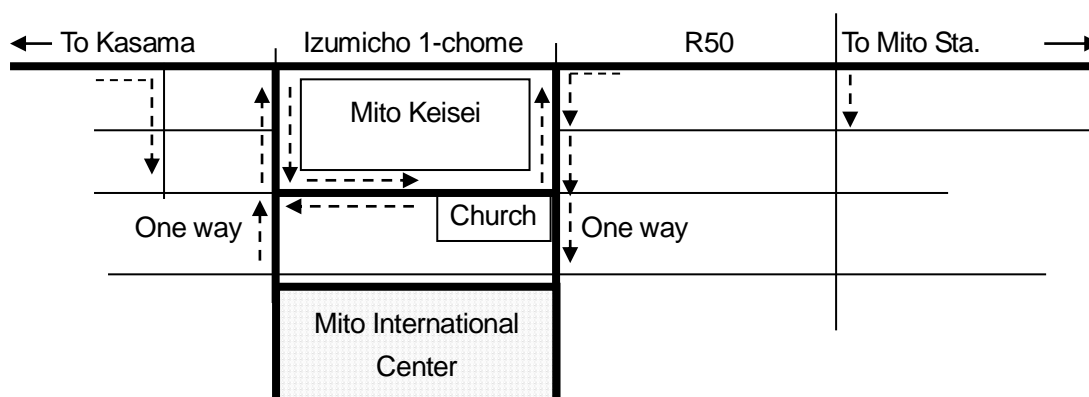 To Kasama
Izumicho 1-chome
R50
To Mito Sta.
Mito Keisei
Church
One way
One way
Mito International
Center